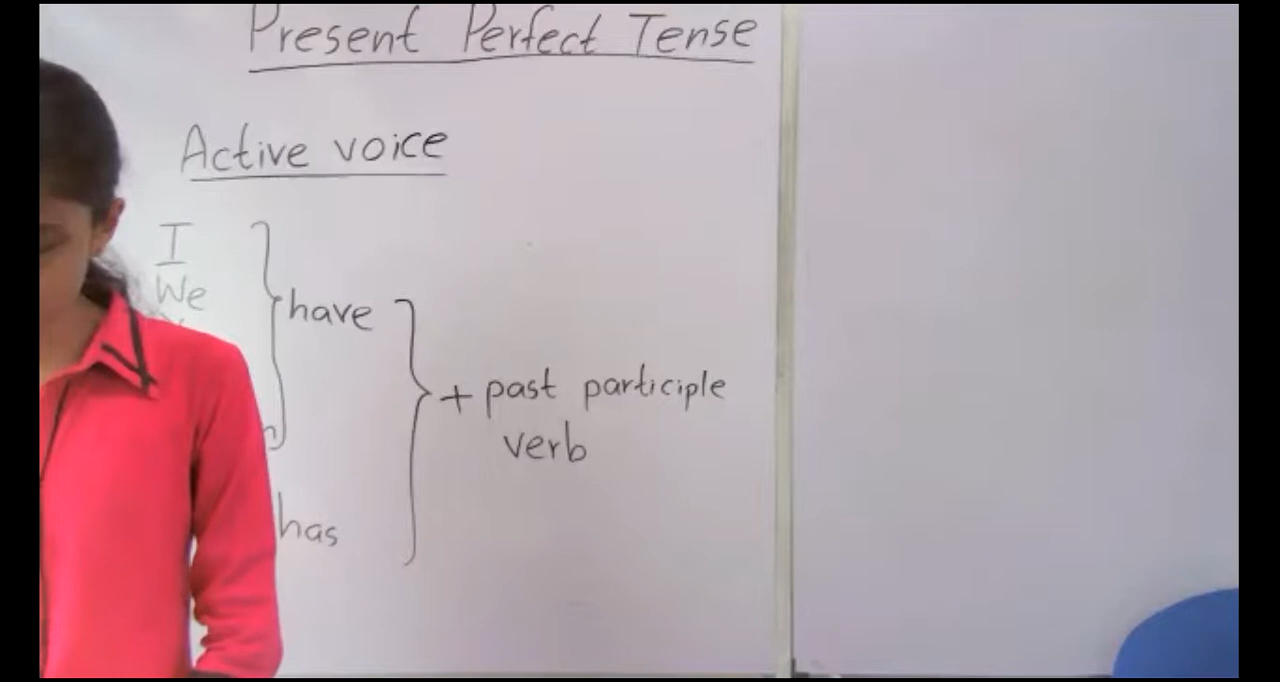 Present Perfect Tense
Active voice
I
We
have
+ past participle
verb
has